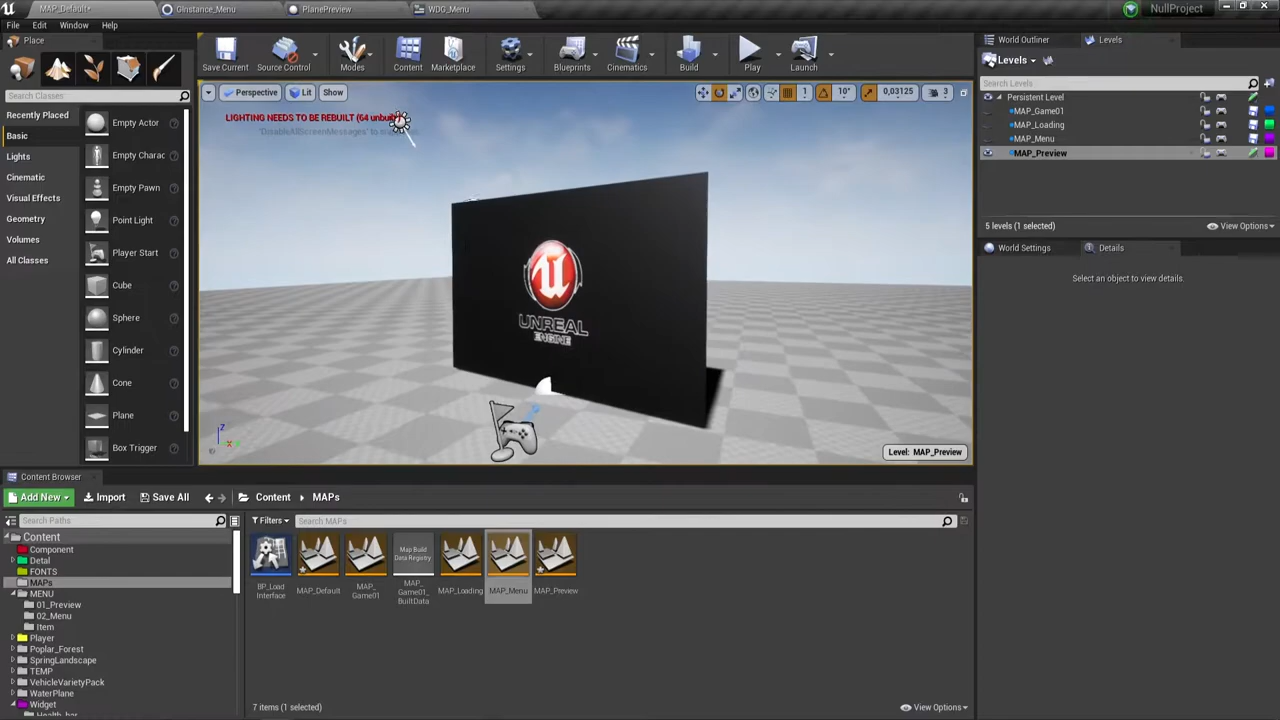 MAP_Default*
GInstance_Menu
PlanePreview
WDG_Menu
NullProject
File
Edit
Window
Help
Place
Search Classes
Recently Placed
Basic
Lights
Cinematic
Visual Effects
Geometry
Volumes
All Classes
Empty Actor
Empty Charac
Empty Pawn
Point Light
Player Start
Cube
Sphere
Cylinder
Cone
Plane
Box Trigger
Save Current
Source Control
Modes
Content
Marketplace
Settings
Blueprints
Cinematics
Build
Play
Launch
Perspective
Lit
Show
1
10°
0,03125
3
LIGHTING NEEDS TO BE REBUILT (64 unbuilt)
UNREAL
ENGINE
Z
Level: MAP_Preview
World Outliner
Levels
Levels
Search Levels
Persistent Level
MAP_Game01
MAP_Loading
MAP_Menu
MAP_Preview
5 levels (1 selected)
View Options
World Settings
Details
Select an object to view details.
Content Browser
Add New
Import
Save All
Content
MAPs
Search Paths
Filters
Search MAPs
Content
Component
Detal
FONTS
MAPs
MENU
01_Preview
02_Menu
Item
Player
Poplar_Forest
SpringLandscape
TEMP
VehicleVarietyPack
WaterPlane
Widget
Health_bar
BP_Load
Interface
MAP_Default
MAP_
Game01
Map Build
Data Registry
MAP_
Game01_
BuiltData
MAP_Loading
MAP_Menu
MAP_Preview
7 items (1 selected)
View Options